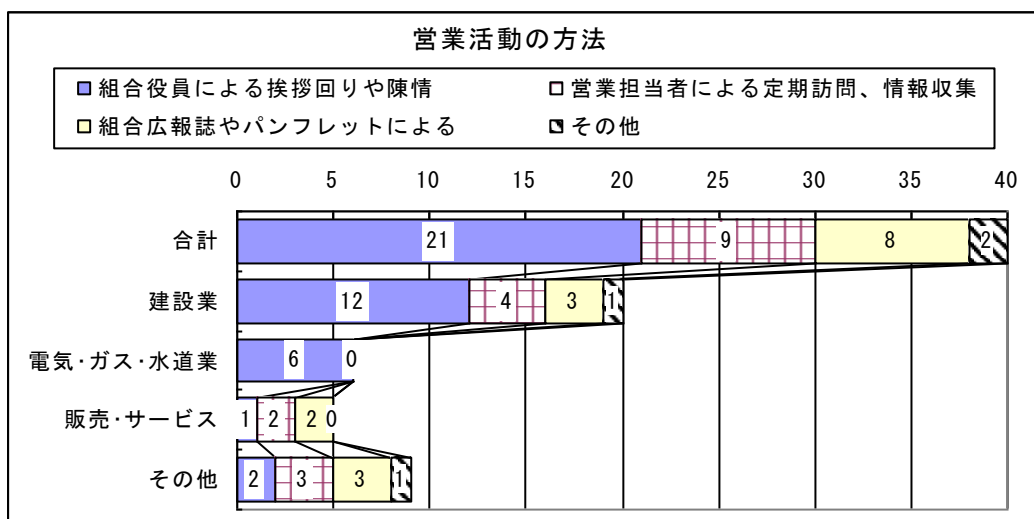 営業活動の方法
組合役員による挨拶回りや陳情 営業担当者による定期訪問、情報収集
組合広報誌やパンフレットによる その他
0 5 10 15 20 25 30 35 40
合計 21 9 8 2
建設業 12 4 3 1
電気・ガス・水道業 6 0
販売・サービス 1 2 2 0
その他 2 3 3 1